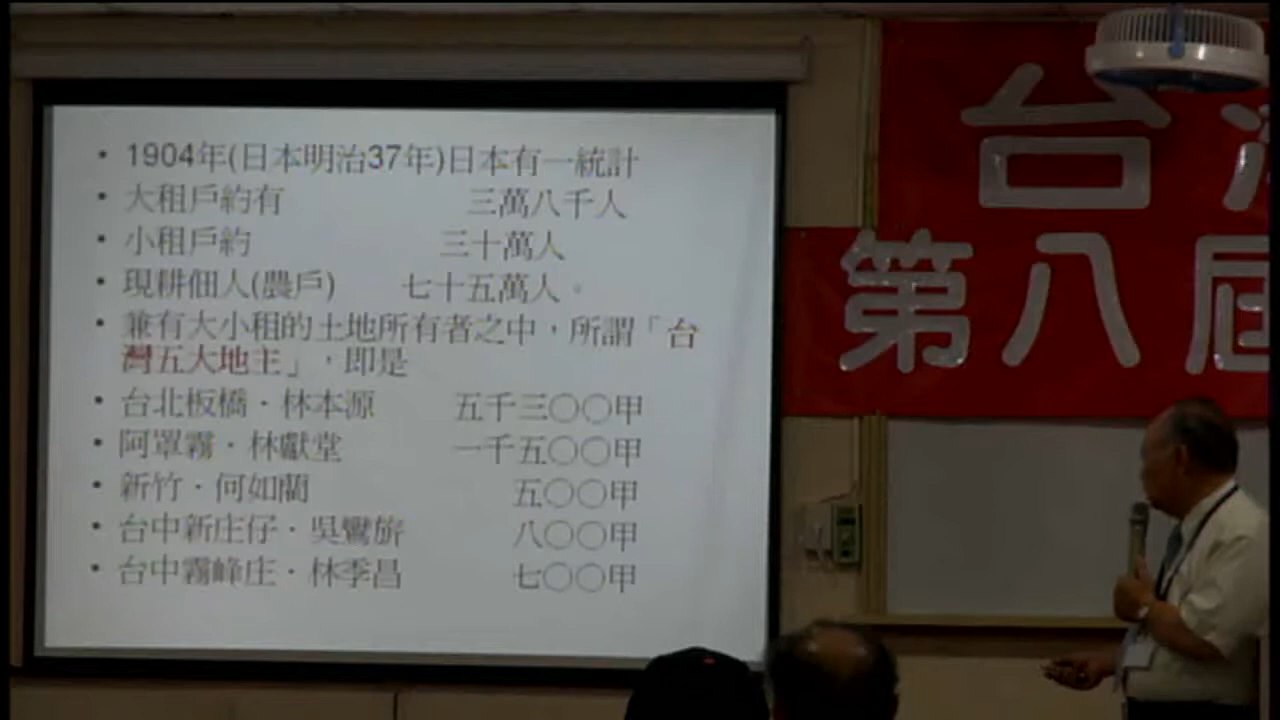 1904年(日本明治37年)日本有一統計
大租戶約有 三萬八千人
小租戶約 三十萬人
現耕佃人(農戶) 七十五萬人。
兼有大小租的土地所有者之中，所謂「台
灣五大地主」，即是
台北板橋．林本源 五千三〇〇甲
阿罩霧．林獻堂 一千五〇〇甲
新竹．何如蘭 五〇〇甲
台中新庄仔．吳鸞旂 八〇〇甲
台中霧峰庄．林季昌 七〇〇甲
台
第八屆